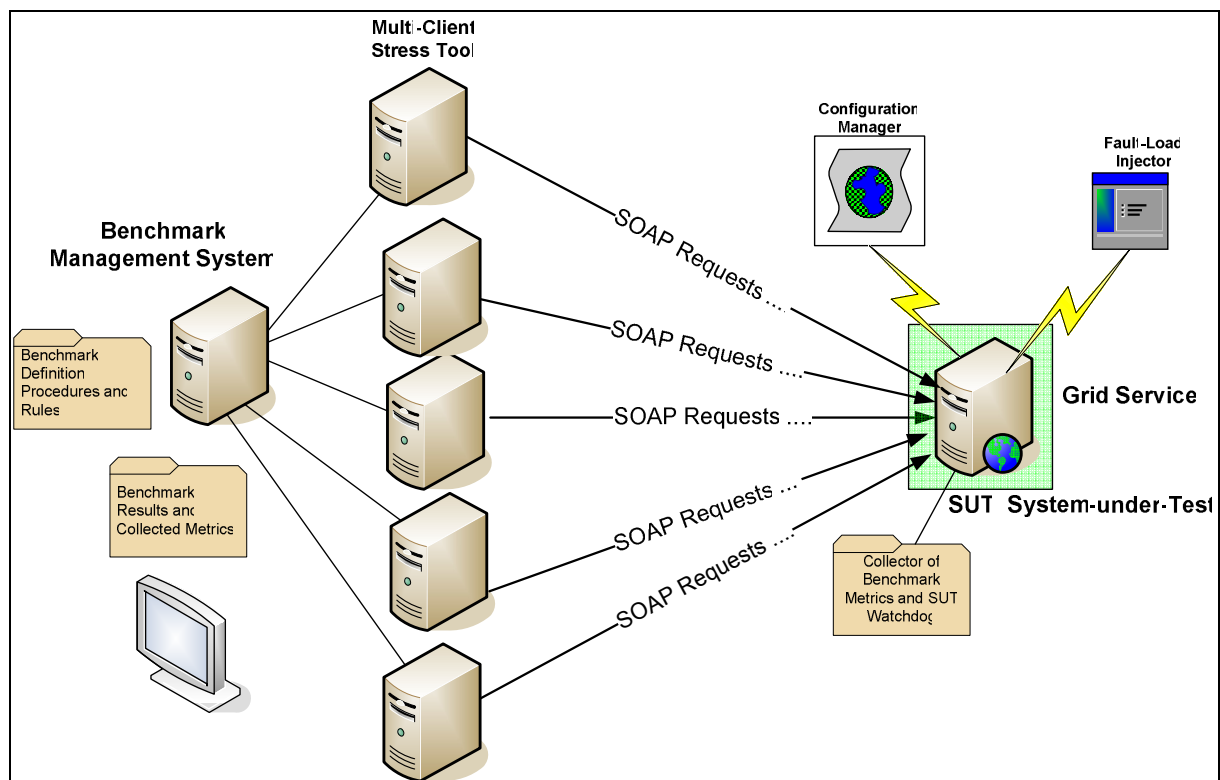 Multi-Client
Stress Tool
Configuration
Manager
Fault-Load
Injector
Benchmark
Management System
SOAP Requests ....
SOAP Requests ....
SOAP Requests ....
SOAP Requests ...
SOAP Requests ...
Benchmark
Definition
Procedures and
Rules
Grid Service
Benchmark
Results and
Collected Metrics
SUT System-under-Test
Collector of
Benchmark
Metrics and SUT
Watchdog